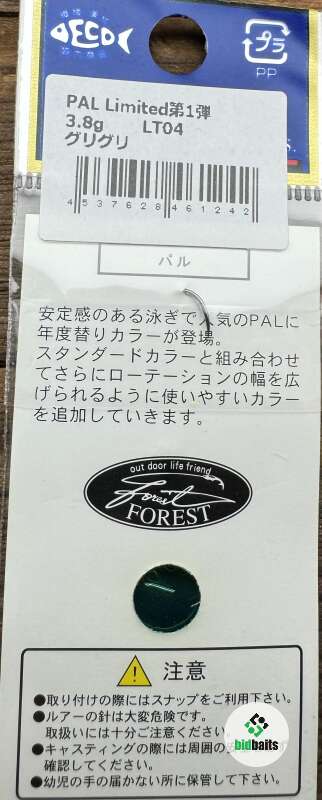 ECO
プラ
PP
PAL Limited第1弾
3.8g LT04
グリグリ
4 537628 461242
パル
安定感のある泳ぎで人気のPALに
年度替りカラーが登場。
スタンダードカラーと組み合わせ
てさらにローテーションの幅を広
げられるように使いやすいカラー
を追加していきます。
out door life friend
Forest
FOREST
注意
●取り付けの際にはスナップをご利用下さい。
●ルアーの針は大変危険です。
取扱いには十分ご注意ください
●キャスティングの際には周囲の
確認してください。
●幼児の手の届かない所に保管して下さい。
bidbaits